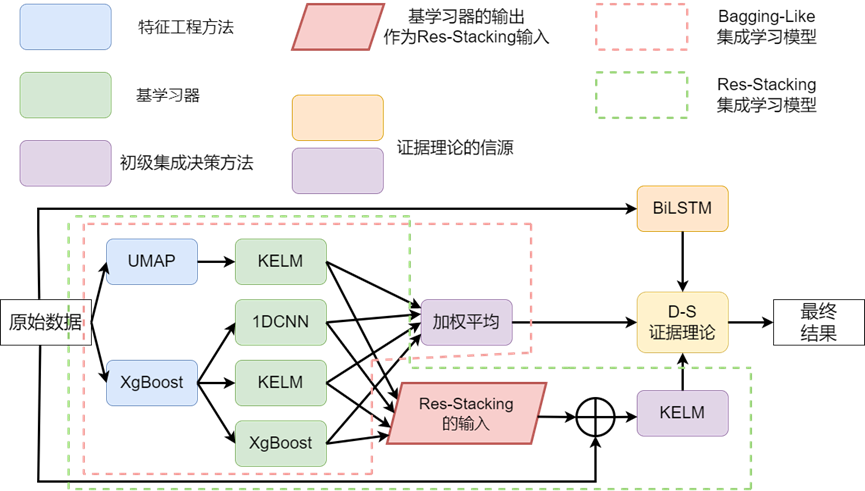 特征工程方法
基学习器的输出
作为Res-Stacking输入
Bagging-Like
集成学习模型
基学习器
Res-Stacking
集成学习模型
初级集成决策方法
证据理论的信源
BiLSTM
UMAP
KELM
原始数据
1DCNN
加权平均
D-S
证据理论
最终
结果
XgBoost
KELM
Res-Stacking
的输入
KELM
XgBoost